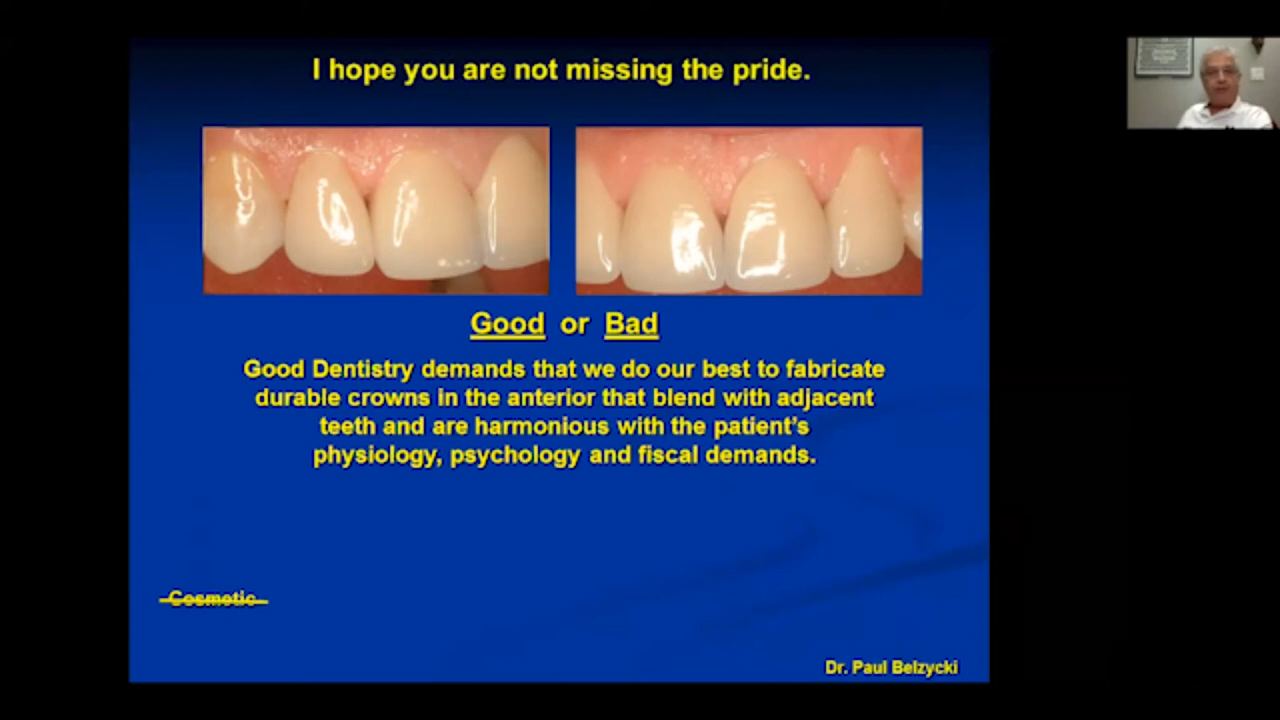 I hope you are not missing the pride.
Good or Bad
Good Dentistry demands that we do our best to fabricate
durable crowns in the anterior that blend with adjacent
teeth and are harmonious with the patient’s
physiology, psychology and fiscal demands.
Cosmetic
Dr. Paul Belzycki